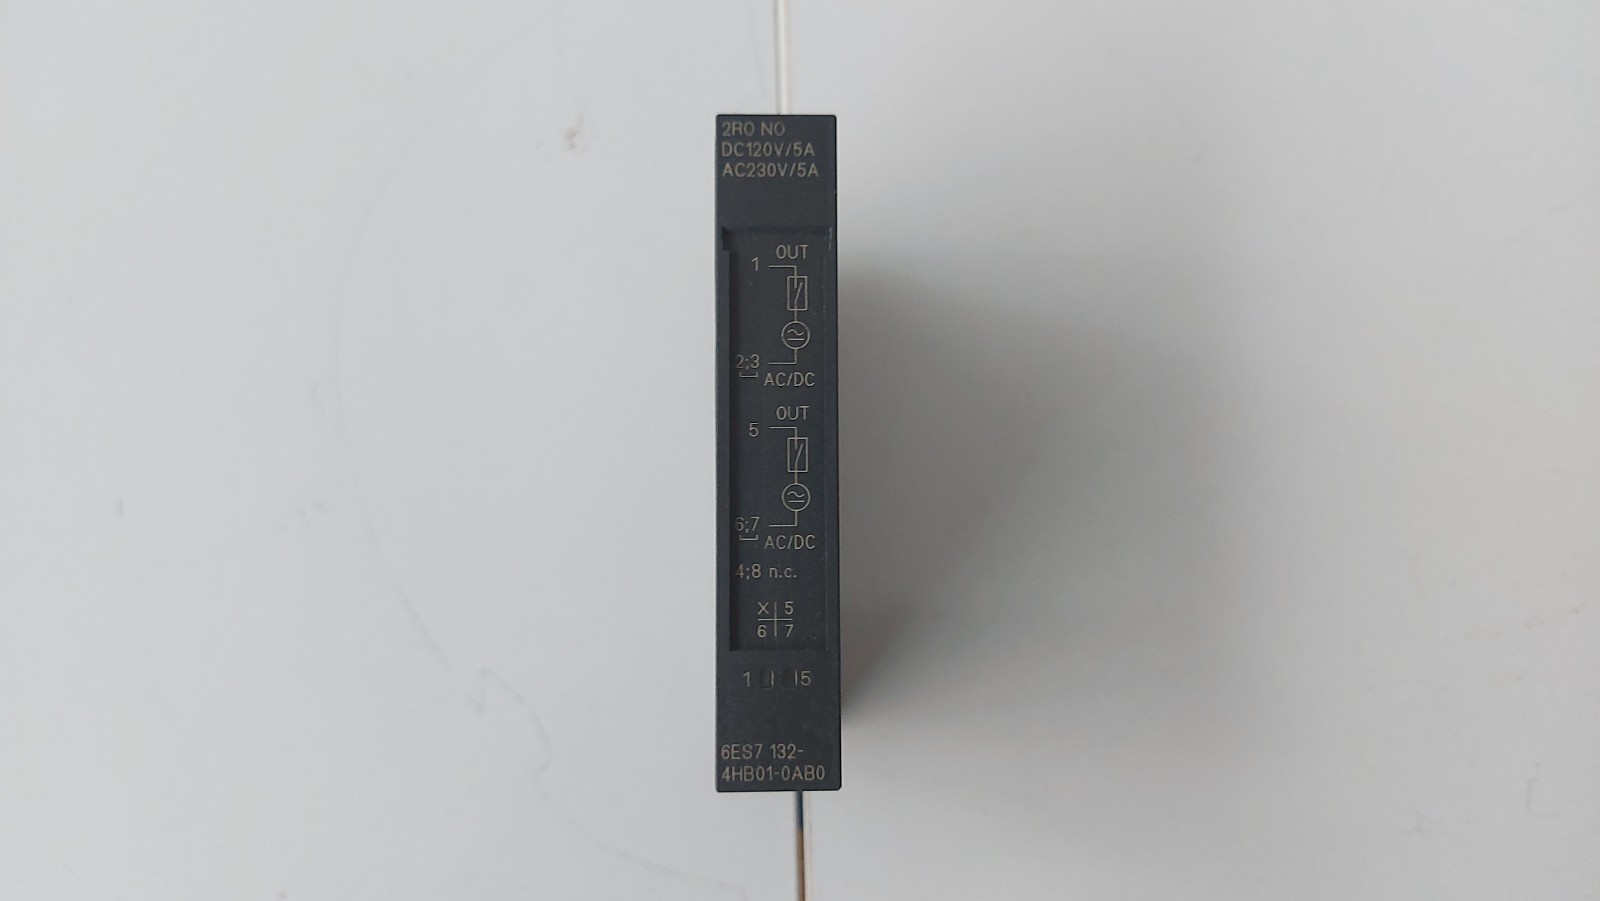 2RO NO
DC120V/5A
AC230V/5A
OUT
1
2;3
AC/DC
OUT
5
6;7
AC/DC
4;8 n.c.
X 5
6 7
1 5
6ES7 132-
4HB01-0AB0